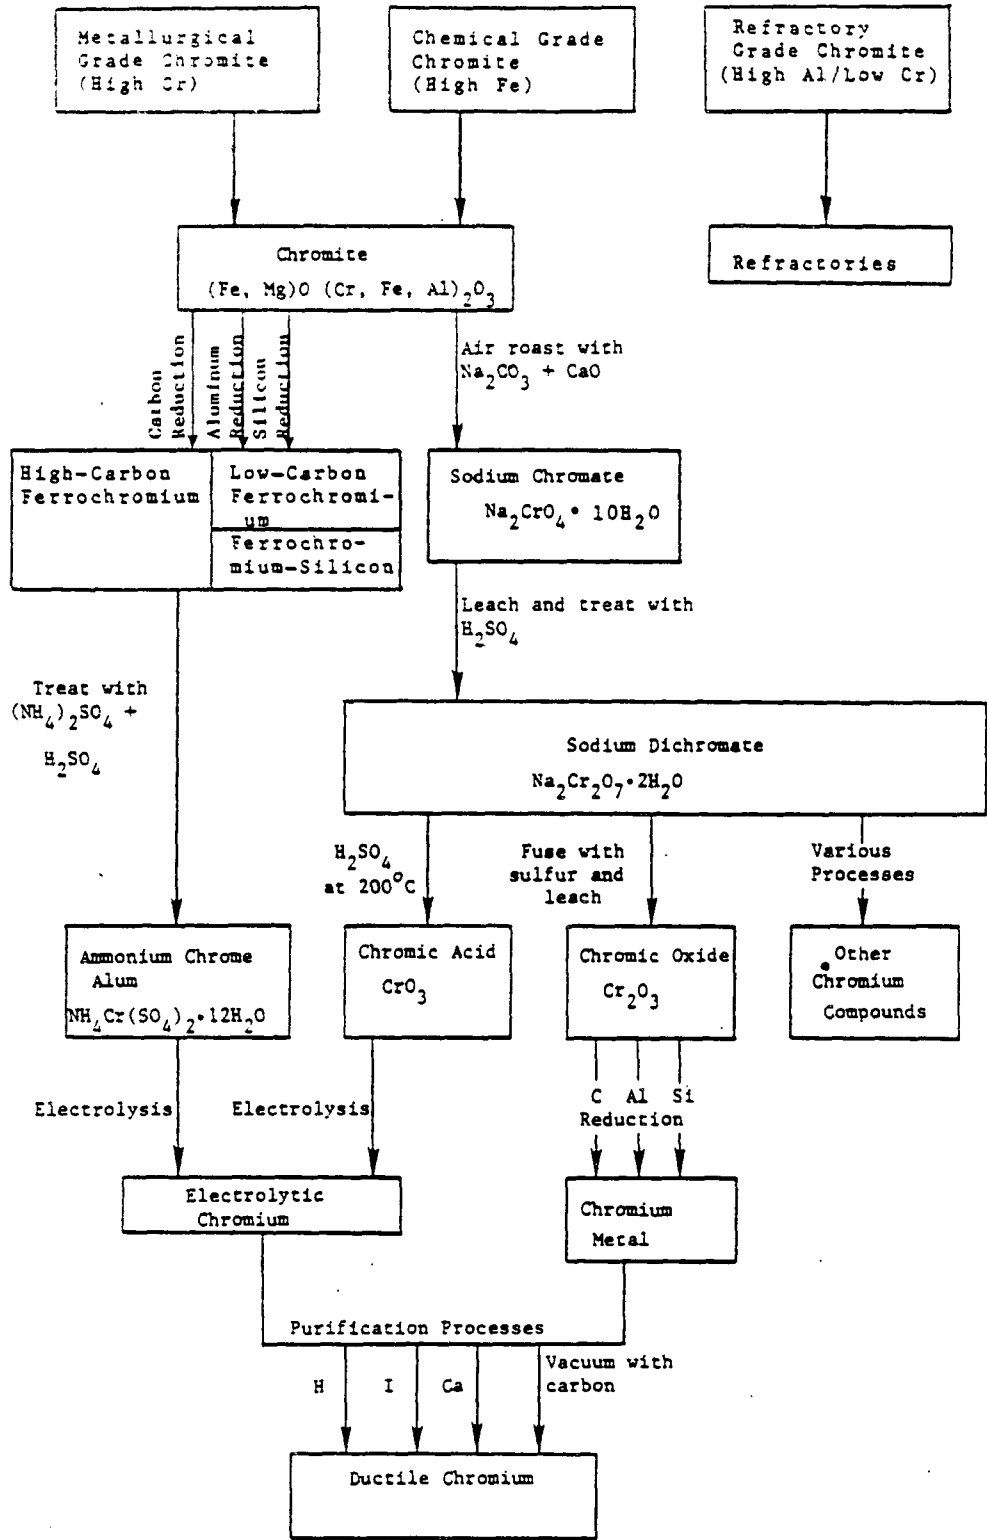 Metallurgical
Grade Chromite
(High Cr)
Chemical Grade
Chromite
(High Fe)
Refractory
Grade Chromite
(High Al/Low Cr)
Chromite
(Fe, Mg)O (Cr, Fe, Al)₂O₃
Refractories
Carbon
Reduction
Aluminum
Reduction
Silicon
Reduction
Air roast with
Na₂CO₃ + CaO
High-Carbon
Ferrochromium
Low-Carbon
Ferrochromi-
um
Ferrochro-
mium-Silicon
Sodium Chromate
Na₂CrO₄ • 10H₂O
Leach and treat with
H₂SO₄
Treat with
(NH₄)₂SO₄ +
H₂SO₄
Sodium Dichromate
Na₂Cr₂O₇•2H₂O
H₂SO₄
at 200°C
Fuse with
sulfur and
leach
Various
Processes
Ammonium Chrome
Alum
NH₄Cr(SO₄)₂•12H₂O
Chromic Acid
CrO₃
Chromic Oxide
Cr₂O₃
Other
Chromium
Compounds
Electrolysis
Electrolysis
C Al Si
Reduction
Electrolytic
Chromium
Chromium
Metal
Purification Processes
H I Ca
Vacuum with
carbon
Ductile Chromium